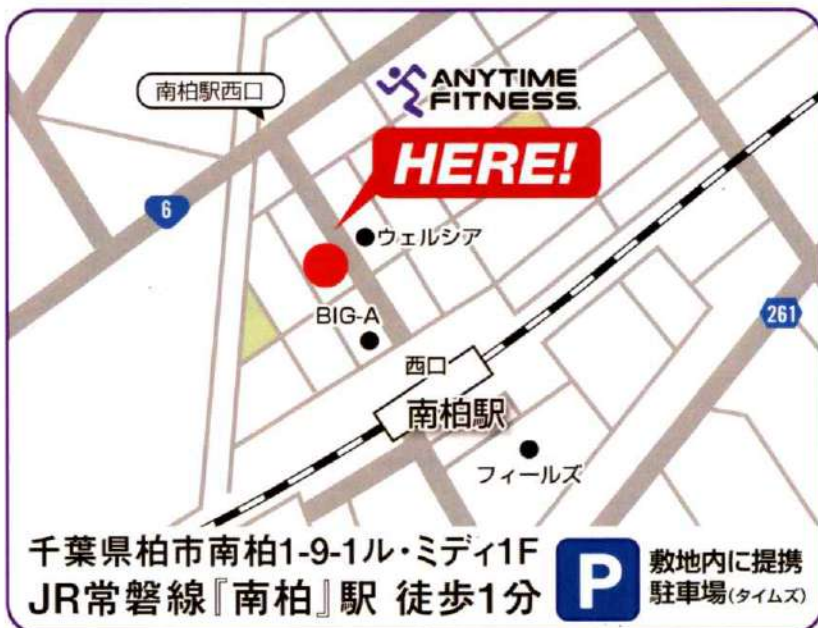 南柏駅西口
ANYTIME
FITNESS.
HERE!
6
ウェルシア
BIG-A
261
西口
南柏駅
フィールズ
千葉県柏市南柏1-9-1ル・ミディ1F
JR常磐線『南柏』駅 徒歩1分
P
敷地内に提携
駐車場(タイムズ)